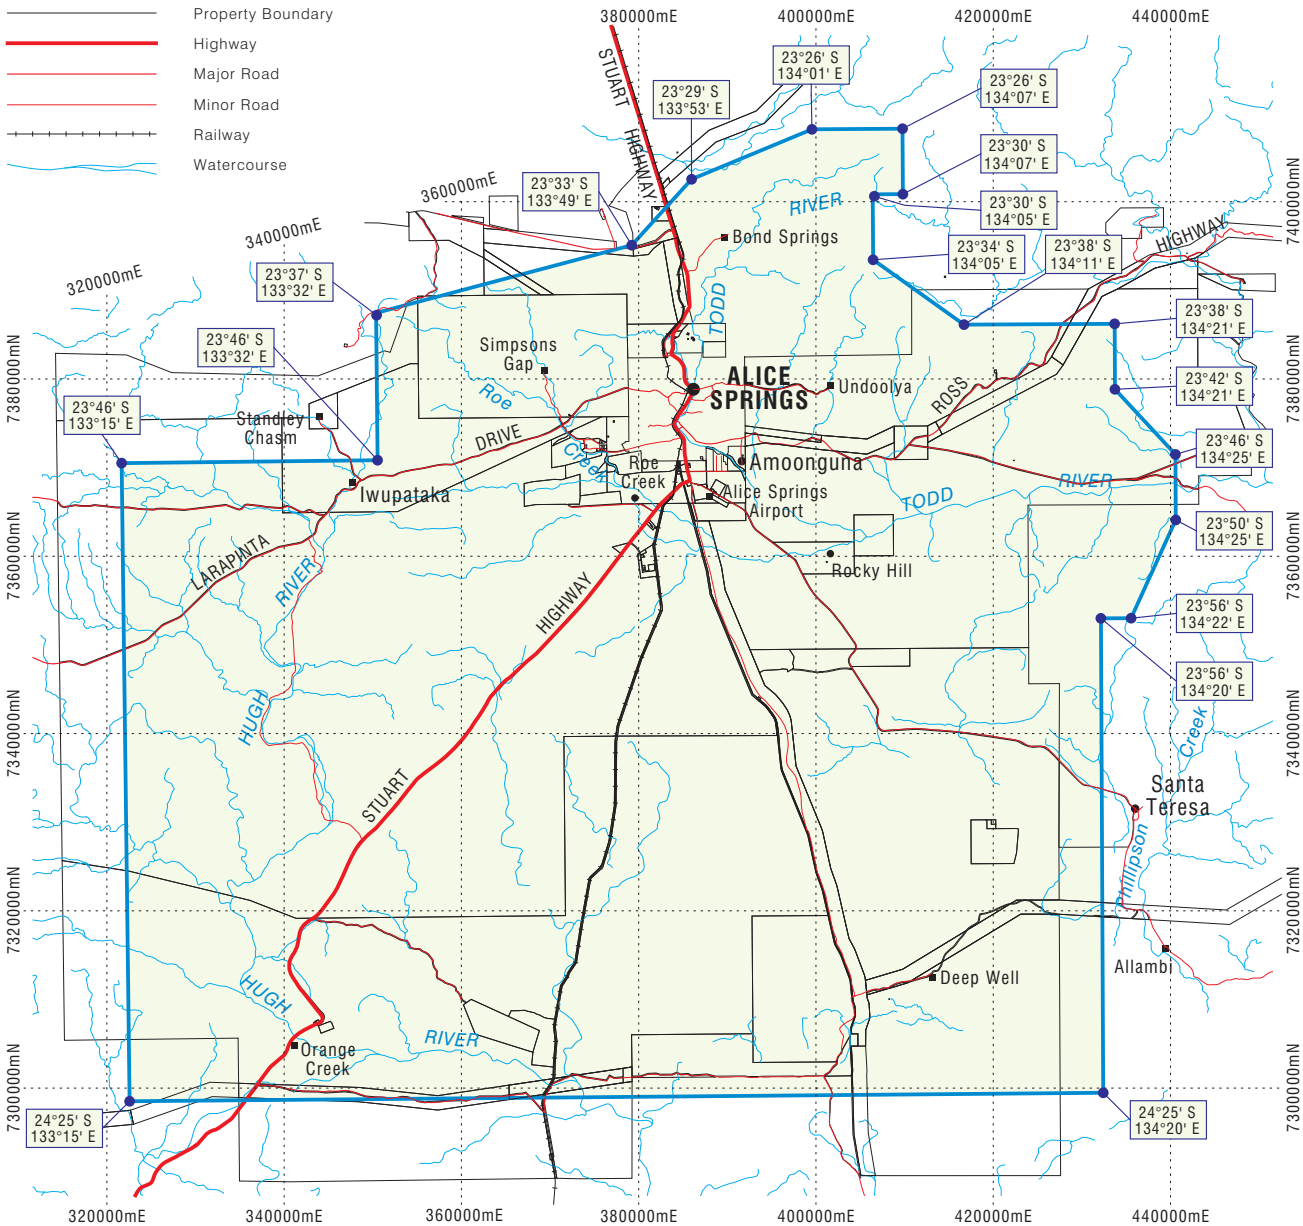 Property Boundary
Highway
Major Road
Minor Road
Railway
Watercourse
380000mE
400000mE
420000mE
440000mE
320000mE
340000mE
360000mE
STUART
HIGHWAY
23°26' S
134°01' E
23°29' S
133°53' E
23°26' S
134°07' E
23°30' S
134°07' E
23°33' S
133°49' E
23°30' S
134°05' E
23°34' S
134°05' E
23°38' S
134°11' E
HIGHWAY
7400000mN
RIVER
Bond Springs
23°37' S
133°32' E
TODD
23°38' S
134°21' E
23°46' S
133°32' E
Simpsons
Gap
7380000mN
ALICE
SPRINGS
Undoolya
ROSS
23°42' S
134°21' E
7380000mN
Roe
23°46' S
133°15' E
Standley
Chasm
DRIVE
Creek
Roe
Creek
Amoonguna
23°46' S
134°25' E
Iwupataka
Alice Springs
Airport
TODD
RIVER
23°50' S
134°25' E
7360000mN
LARAPINTA
RIVER
HIGHWAY
Rocky Hill
7360000mN
23°56' S
134°22' E
23°56' S
134°20' E
HUGH
7340000mN
Creek
7340000mN
STUART
Santa
Teresa
Phillipson
7320000mN
7320000mN
HUGH
Deep Well
Allambi
RIVER
Orange
Creek
7300000mN
7300000mN
24°25' S
133°15' E
24°25' S
134°20' E
320000mE
340000mE
360000mE
380000mE
400000mE
420000mE
440000mE